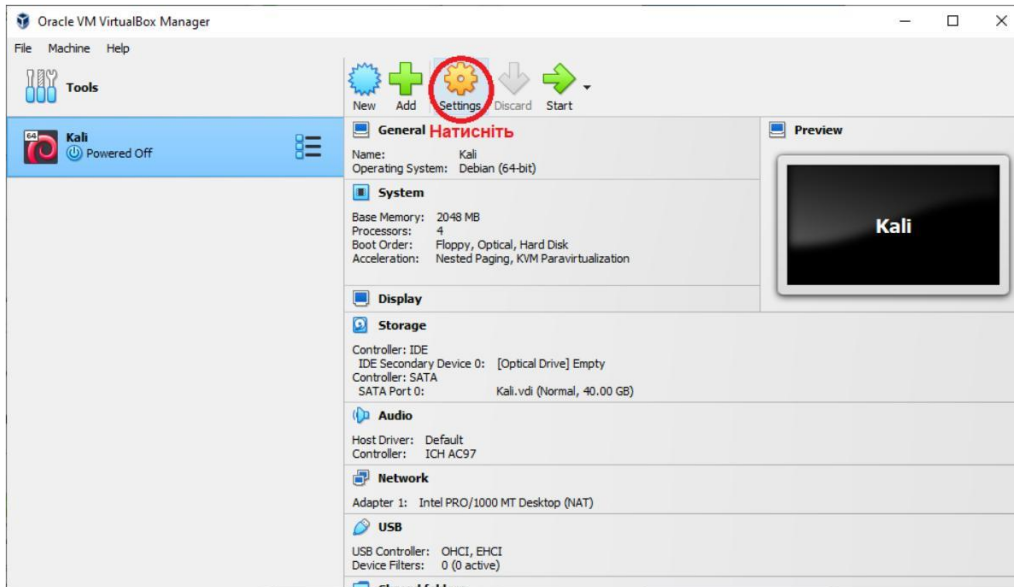 Oracle VM VirtualBox Manager
File Machine Help
Tools
New Add Settings Discard Start
64 Kali
Powered Off
General Натисніть
Name: Kali
Operating System: Debian (64-bit)
Preview
Kali
System
Base Memory: 2048 MB
Processors: 4
Boot Order: Floppy, Optical, Hard Disk
Acceleration: Nested Paging, KVM Paravirtualization
Display
Storage
Controller: IDE
IDE Secondary Device 0: [Optical Drive] Empty
Controller: SATA
SATA Port 0: Kali.vdi (Normal, 40.00 GB)
Audio
Host Driver: Default
Controller: ICH AC97
Network
Adapter 1: Intel PRO/1000 MT Desktop (NAT)
USB
USB Controller: OHCI, EHCI
Device Filters: 0 (0 active)